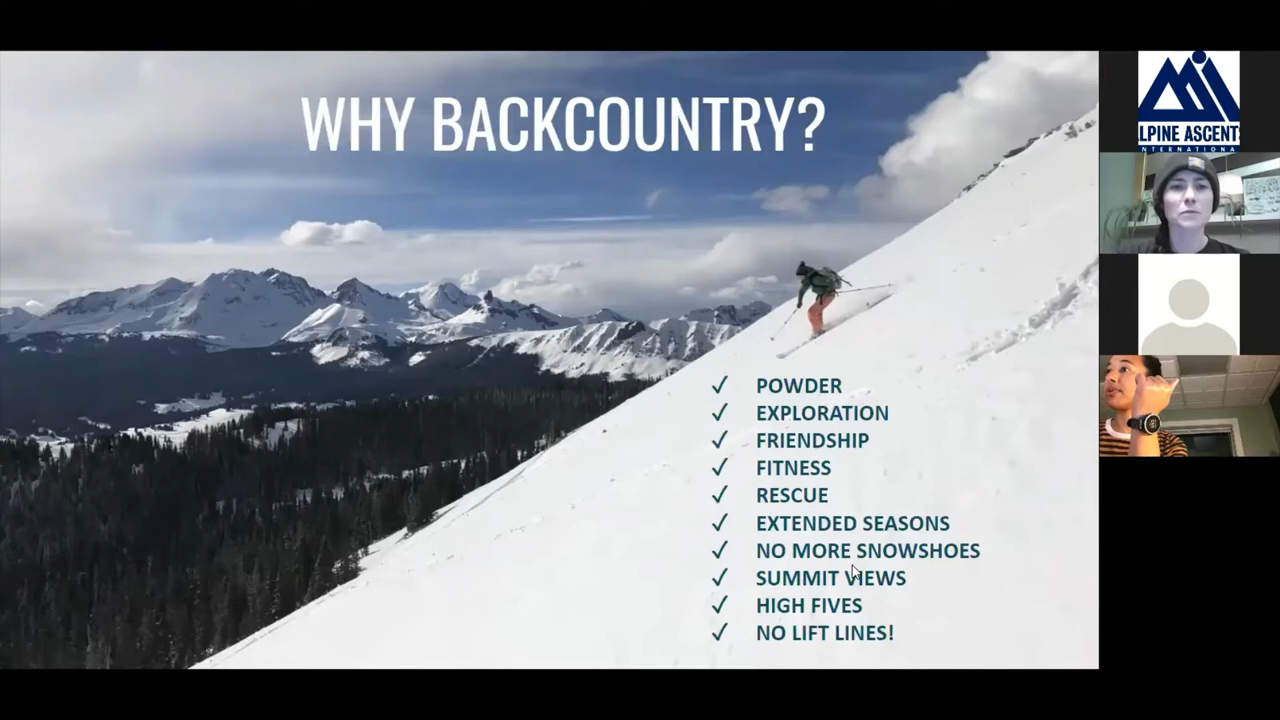 WHY BACKCOUNTRY?
✓ POWDER
✓ EXPLORATION
✓ FRIENDSHIP
✓ FITNESS
✓ RESCUE
✓ EXTENDED SEASONS
✓ NO MORE SNOWSHOES
✓ SUMMIT VIEWS
✓ HIGH FIVES
✓ NO LIFT LINES!
LPINE ASCENT
NTERNATIONA